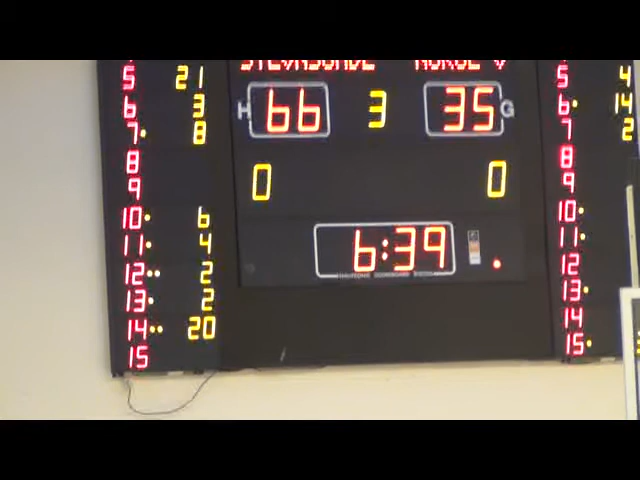 5 21 5 4
6 3 H 66 3 35 G 6 14
7 8 7 2
8 8
9 0 0 9
10 6 10
11 4 6:39 11
12 2 12
13 2 13
14 20 14
15 15